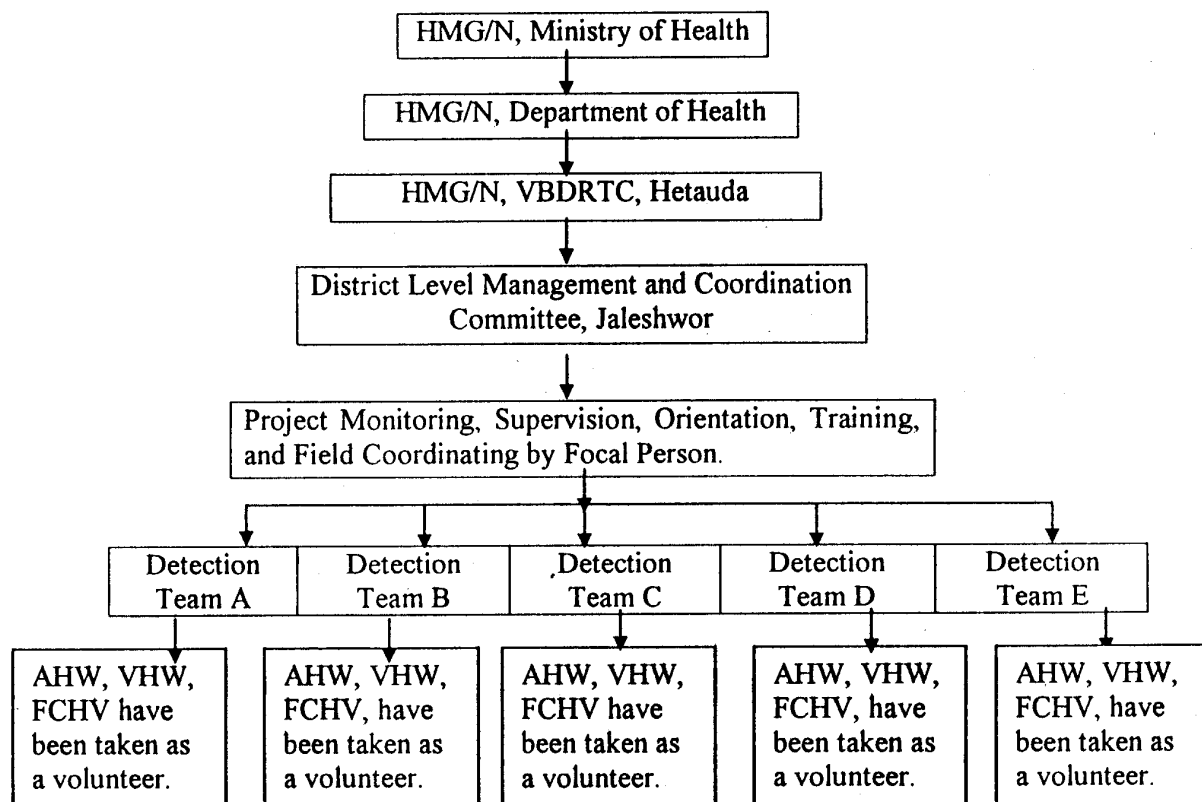 HMG/N, Ministry of Health
HMG/N, Department of Health
HMG/N, VBDRTC, Hetauda
District Level Management and Coordination
Committee, Jaleshwor
Project Monitoring, Supervision, Orientation, Training,
and Field Coordinating by Focal Person.
Detection
Team A
Detection
Team B
Detection
Team C
Detection
Team D
Detection
Team E
AHW, VHW,
FCHV have
been taken as
a volunteer.
AHW, VHW,
FCHV, have
been taken as
a volunteer.
AHW, VHW,
FCHV have
been taken as
a volunteer.
AHW, VHW,
FCHV, have
been taken as
a volunteer.
AHW, VHW,
FCHV, have
been taken as
a volunteer.